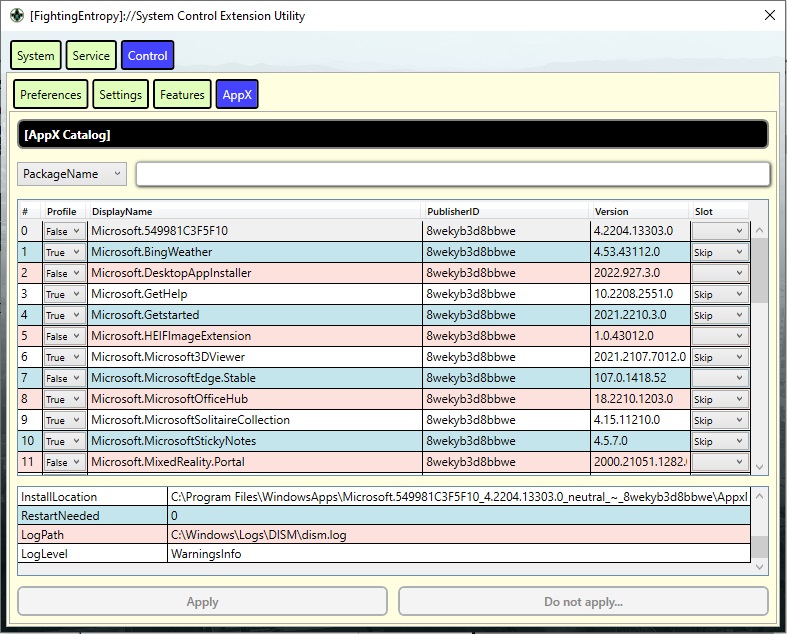 [FightingEntropy]://System Control Extension Utility
System Service Control
Preferences Settings Features AppX
[AppX Catalog]
PackageName
# Profile DisplayName PublisherID Version Slot
0 False Microsoft.549981C3F5F10 8wekyb3d8bbwe 4.2204.13303.0
1 True Microsoft.BingWeather 8wekyb3d8bbwe 4.53.43112.0 Skip
2 False Microsoft.DesktopAppInstaller 8wekyb3d8bbwe 2022.927.3.0
3 True Microsoft.GetHelp 8wekyb3d8bbwe 10.2208.2551.0 Skip
4 True Microsoft.Getstarted 8wekyb3d8bbwe 2021.2210.3.0 Skip
5 False Microsoft.HEIFImageExtension 8wekyb3d8bbwe 1.0.43012.0
6 True Microsoft.Microsoft3DViewer 8wekyb3d8bbwe 2021.2107.7012.0 Skip
7 False Microsoft.MicrosoftEdge.Stable 8wekyb3d8bbwe 107.0.1418.52
8 True Microsoft.MicrosoftOfficeHub 8wekyb3d8bbwe 18.2210.1203.0 Skip
9 True Microsoft.MicrosoftSolitaireCollection 8wekyb3d8bbwe 4.15.11210.0 Skip
10 True Microsoft.MicrosoftStickyNotes 8wekyb3d8bbwe 4.5.7.0 Skip
11 False Microsoft.MixedReality.Portal 8wekyb3d8bbwe 2000.21051.1282.
InstallLocation C:\Program Files\WindowsApps\Microsoft.549981C3F5F10_4.2204.13303.0_neutral_~_8wekyb3d8bbwe\Appx
RestartNeeded 0
LogPath C:\Windows\Logs\DISM\dism.log
LogLevel WarningsInfo
Apply Do not apply...